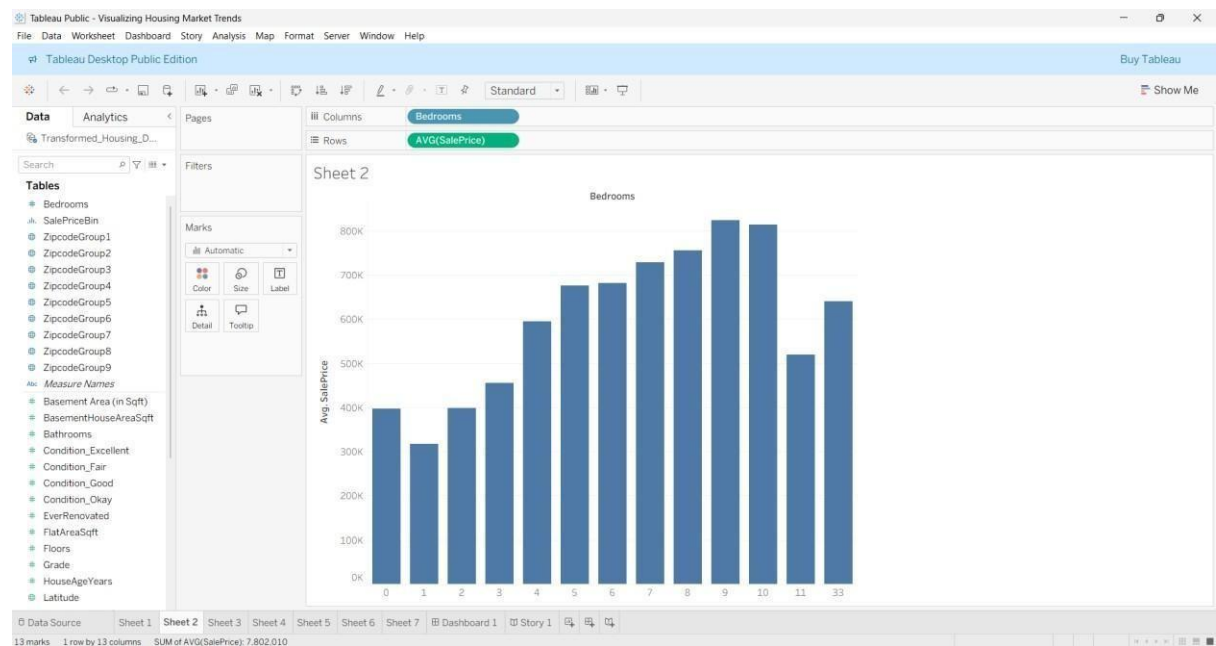 Tableau Public - Visualizing Housing Market Trends
File Data Worksheet Dashboard Story Analysis Map Format Server Window Help
Tableau Desktop Public Edition
Buy Tableau
Standard
Show Me
Data Analytics
Transformed_Housing_D...
Search
Tables
Bedrooms
SalePriceBin
ZipcodeGroup1
ZipcodeGroup2
ZipcodeGroup3
ZipcodeGroup4
ZipcodeGroup5
ZipcodeGroup6
ZipcodeGroup7
ZipcodeGroup8
ZipcodeGroup9
Abc Measure Names
Basement Area (in Sqft)
BasementHouseAreaSqft
Bathrooms
Condition_Excellent
Condition_Fair
Condition_Good
Condition_Okay
EverRenovated
FlatAreaSqft
Floors
Grade
HouseAgeYears
Latitude
Pages
Filters
Marks
Automatic
Color Size Label
Detail Tooltip
Columns Bedrooms
Rows AVG(SalePrice)
Sheet 2
Bedrooms
Avg. SalePrice
800K
700K
600K
500K
400K
300K
200K
100K
0K
0 1 2 3 4 5 6 7 8 9 10 11 33
Data Source Sheet 1 Sheet 2 Sheet 3 Sheet 4 Sheet 5 Sheet 6 Sheet 7 Dashboard 1 Story 1
13 marks 1 row by 13 columns SUM of AVG(SalePrice): 7,802,010